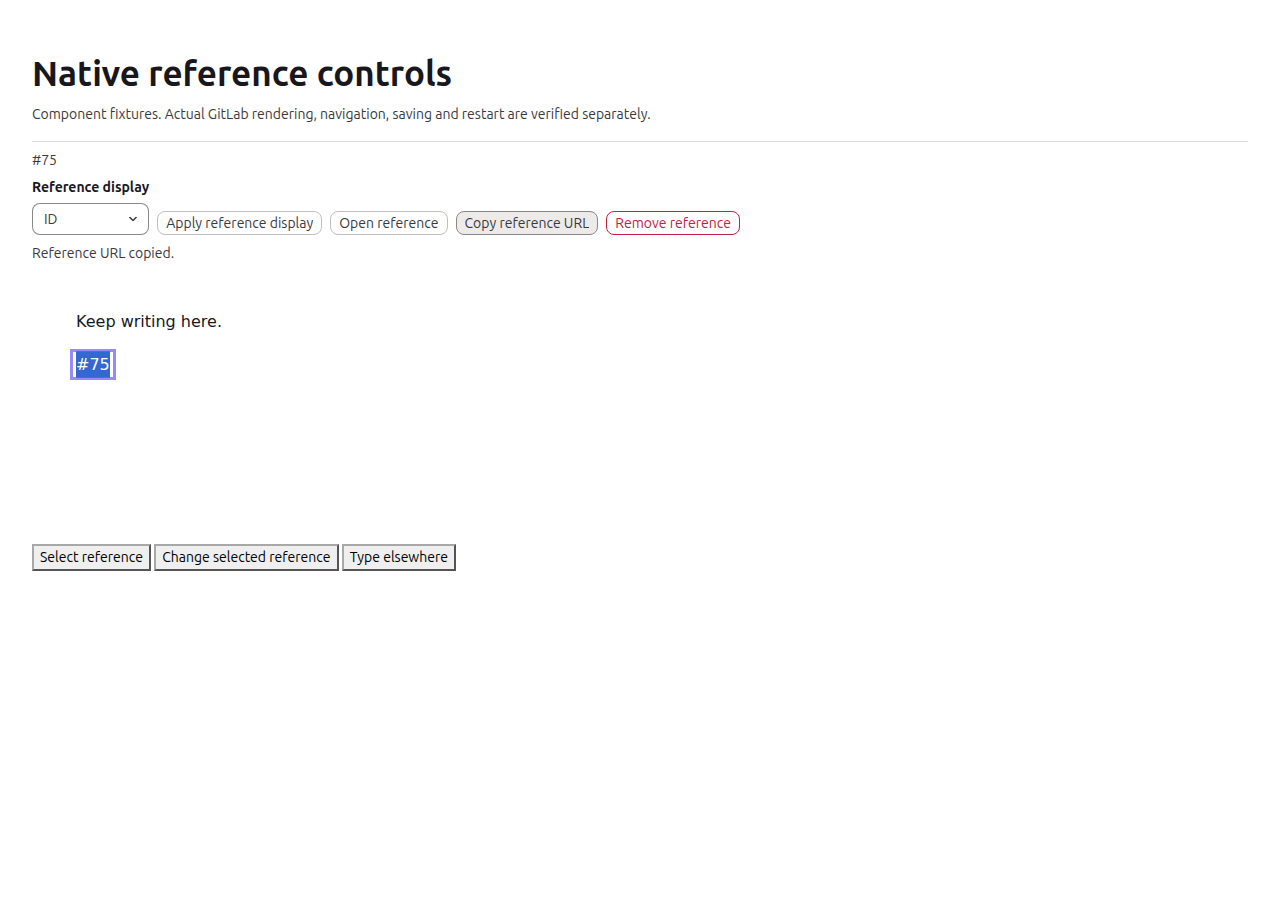 Native reference controls
Component fixtures. Actual GitLab rendering, navigation, saving and restart are verified separately.
#75
Reference display
ID Apply reference display Open reference Copy reference URL Remove reference
Reference URL copied.
Keep writing here.
#75
Select reference Change selected reference Type elsewhere